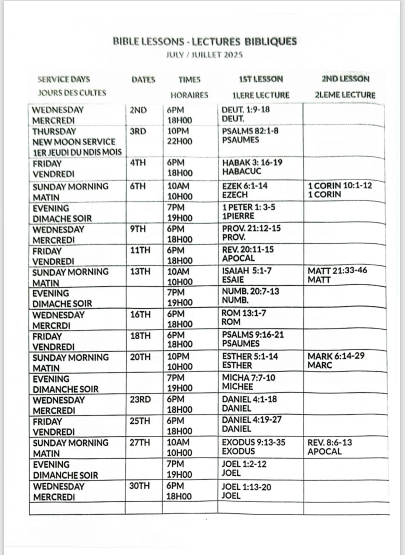 BIBLE LESSONS - LECTURES BIBLIQUES
JULY / JUILLET 2025
SERVICE DAYS DATES TIMES 1ST LESSON 2ND LESSON
JOURS DES CULTES HORAIRES 1LERE LECTURE 2LEME LECTURE
WEDNESDAY 2ND 6PM DEUT. 1:9-18
MERCREDI 18H00 DEUT.
THURSDAY 3RD 10PM PSALMS 82:1-8
NEW MOON SERVICE 22H00 PSAUMES
1ER JEUDI DU NDIS MOIS
FRIDAY 4TH 6PM HABAK 3: 16-19
VENDREDI 18H00 HABACUC
SUNDAY MORNING 6TH 10AM EZEK 6:1-14 1 CORIN 10:1-12
MATIN 10H00 EZECH 1 CORIN
EVENING 7PM 1 PETER 1: 3-5
DIMACHE SOIR 19H00 1PIERRE
WEDNESDAY 9TH 6PM PROV. 21:12-15
MERCREDI 18H00 PROV.
FRIDAY 11TH 6PM REV. 20:11-15
VENDREDI 18H00 APOCAL
SUNDAY MORNING 13TH 10AM ISAIAH 5:1-7 MATT 21:33-46
MATIN 10H00 ESAIE MATT
EVENING 7PM NUMB. 20:7-13
DIMACHE SOIR 19H00 NUMB.
WEDNESDAY 16TH 6PM ROM 13:1-7
MERCRDI 18H00 ROM
FRIDAY 18TH 6PM PSALMS 9:16-21
VENDREDI 18H00 PSAUMES
SUNDAY MORNING 20TH 10PM ESTHER 5:1-14 MARK 6:14-29
MATIN 10H00 ESTHER MARC
EVENING 7PM MICHA 7:7-10
DIMANCHE SOIR 19H00 MICHEE
WEDNESDAY 23RD 6PM DANIEL 4:1-18
MERCREDI 18H00 DANIEL
FRIDAY 25TH 6PM DANIEL 4:19-27
VENDREDI 18H00 DANIEL
SUNDAY MORNING 27TH 10AM EXODUS 9:13-35 REV. 8:6-13
MATIN 10H00 EXODUS APOCAL
EVENING 7PM JOEL 1:2-12
DIMACHE SOIR 19H00 JOEL
WEDNESDAY 30TH 6PM JOEL 1:13-20
MERCREDI 18H00 JOEL